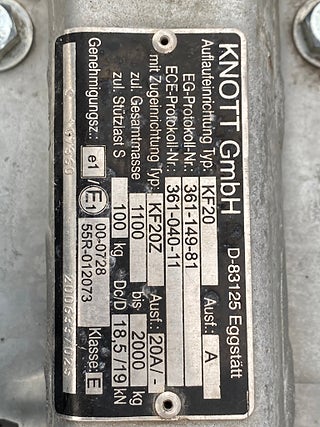 KNOTT GmbH D-83125 Eggstätt
Auflaufeinrichtung Typ: KF20 Ausf.: A
EG-Protokoll-Nr.: 361-149-81
ECE-Protokoll-Nr.: 361-040-11
mit Zugeinrichtung Typ: KF20Z Ausf.: 20A/-
zul. Gesamtmasse 1100 bis 2000 kg
zul. Stützlast S 100 kg Dc/D 18,5/19 kN
Genehmigungsz.: e1 E1 00-0728 Klasse: E
55R-012073